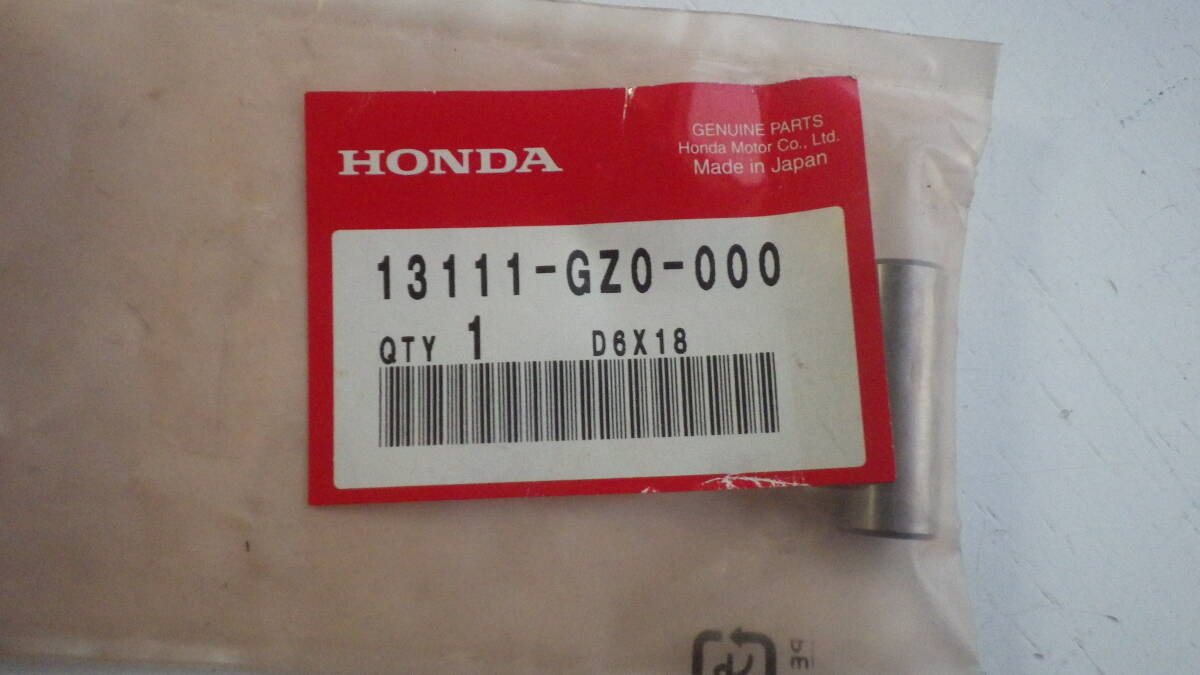 HONDA
GENUINE PARTS
Honda Motor Co., Ltd.
Made in Japan
13111-GZ0-000
QTY 1 D6X18